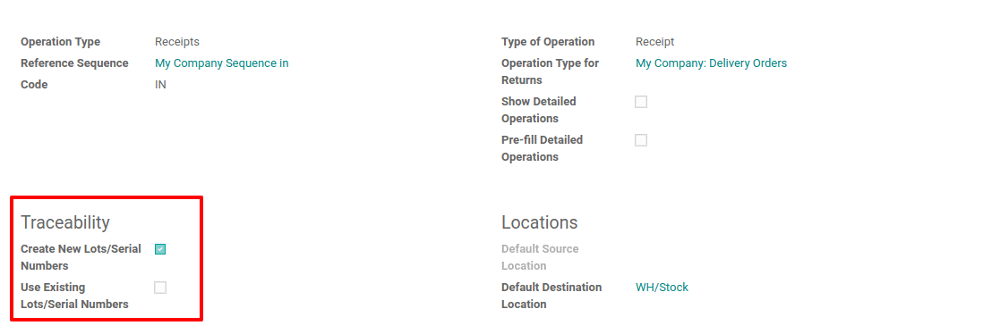 Operation Type Receipts
Reference Sequence My Company Sequence in
Code IN
Type of Operation Receipt
Operation Type for My Company: Delivery Orders
Returns
Show Detailed
Operations
Pre-fill Detailed
Operations
Traceability
Create New Lots/Serial
Numbers
Use Existing
Lots/Serial Numbers
Locations
Default Source
Location
Default Destination WH/Stock
Location